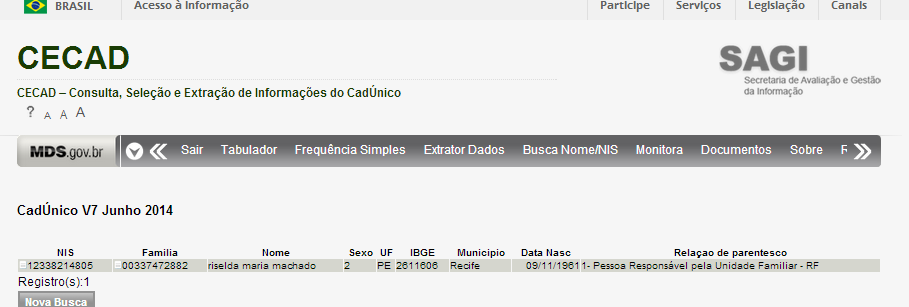 BRASIL Acesso à Informação Participe Serviços Legislação Canais
CECAD
SAGI
Secretaria de Avaliação e Gestão
da Informação
CECAD – Consulta, Seleção e Extração de Informações do CadÚnico
? A A A
MDS.gov.br Sair Tabulador Frequência Simples Extrator Dados Busca Nome/NIS Monitora Documentos Sobre
CadÚnico V7 Junho 2014
NIS Familia Nome Sexo UF IBGE Municipio Data Nasc Relaçao de parentesco
12338214805 00337472882 riselda maria machado 2 PE 2611606 Recife 09/11/1961 1- Pessoa Responsável pela Unidade Familiar - RF
Registro(s):1
Nova Busca